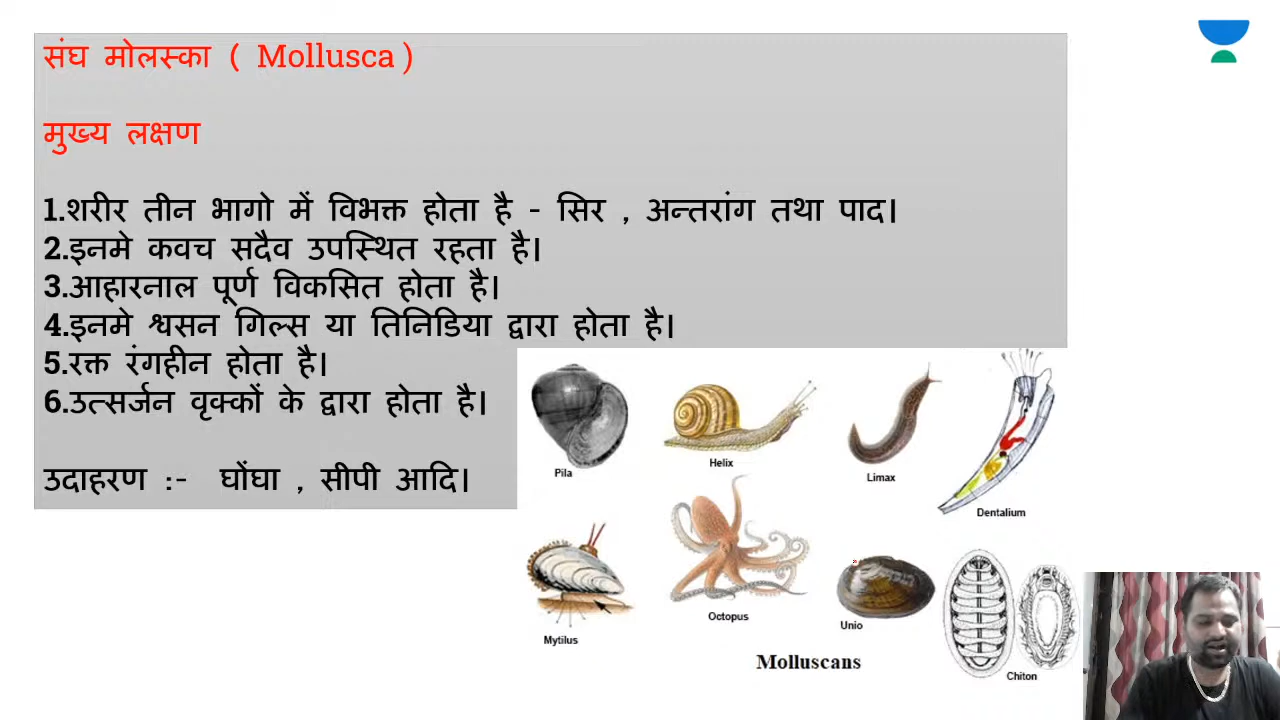 संघ मोलस्का ( Mollusca )
मुख्य लक्षण
1.शरीर तीन भागो में विभक्त होता है - सिर , अन्तरांग तथा पाद।
2.इनमे कवच सदैव उपस्थित रहता है।
3.आहारनाल पूर्ण विकसित होता है।
4.इनमे श्वसन गिल्स या तिनिडिया द्वारा होता है।
5.रक्त रंगहीन होता है।
6.उत्सर्जन वृक्कों के द्वारा होता है।
उदाहरण :- घोंघा , सीपी आदि।
Pila
Helix
Limax
Dentalium
Mytilus
Octopus
Unio
Chiton
Molluscans